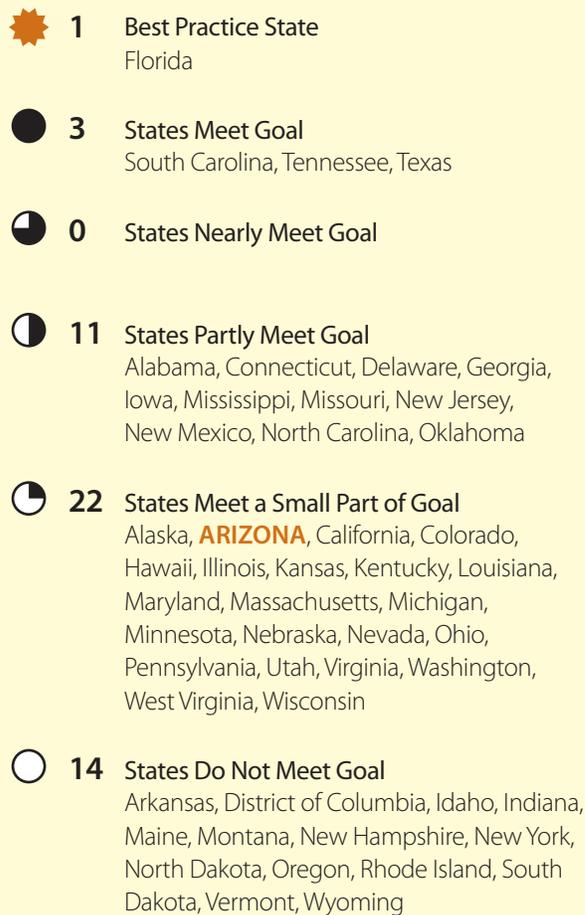 1 Best Practice State
Florida
3 States Meet Goal
South Carolina, Tennessee, Texas
0 States Nearly Meet Goal
11 States Partly Meet Goal
Alabama, Connecticut, Delaware, Georgia,
Iowa, Mississippi, Missouri, New Jersey,
New Mexico, North Carolina, Oklahoma
22 States Meet a Small Part of Goal
Alaska, ARIZONA, California, Colorado,
Hawaii, Illinois, Kansas, Kentucky, Louisiana,
Maryland, Massachusetts, Michigan,
Minnesota, Nebraska, Nevada, Ohio,
Pennsylvania, Utah, Virginia, Washington,
West Virginia, Wisconsin
14 States Do Not Meet Goal
Arkansas, District of Columbia, Idaho, Indiana,
Maine, Montana, New Hampshire, New York,
North Dakota, Oregon, Rhode Island, South
Dakota, Vermont, Wyoming